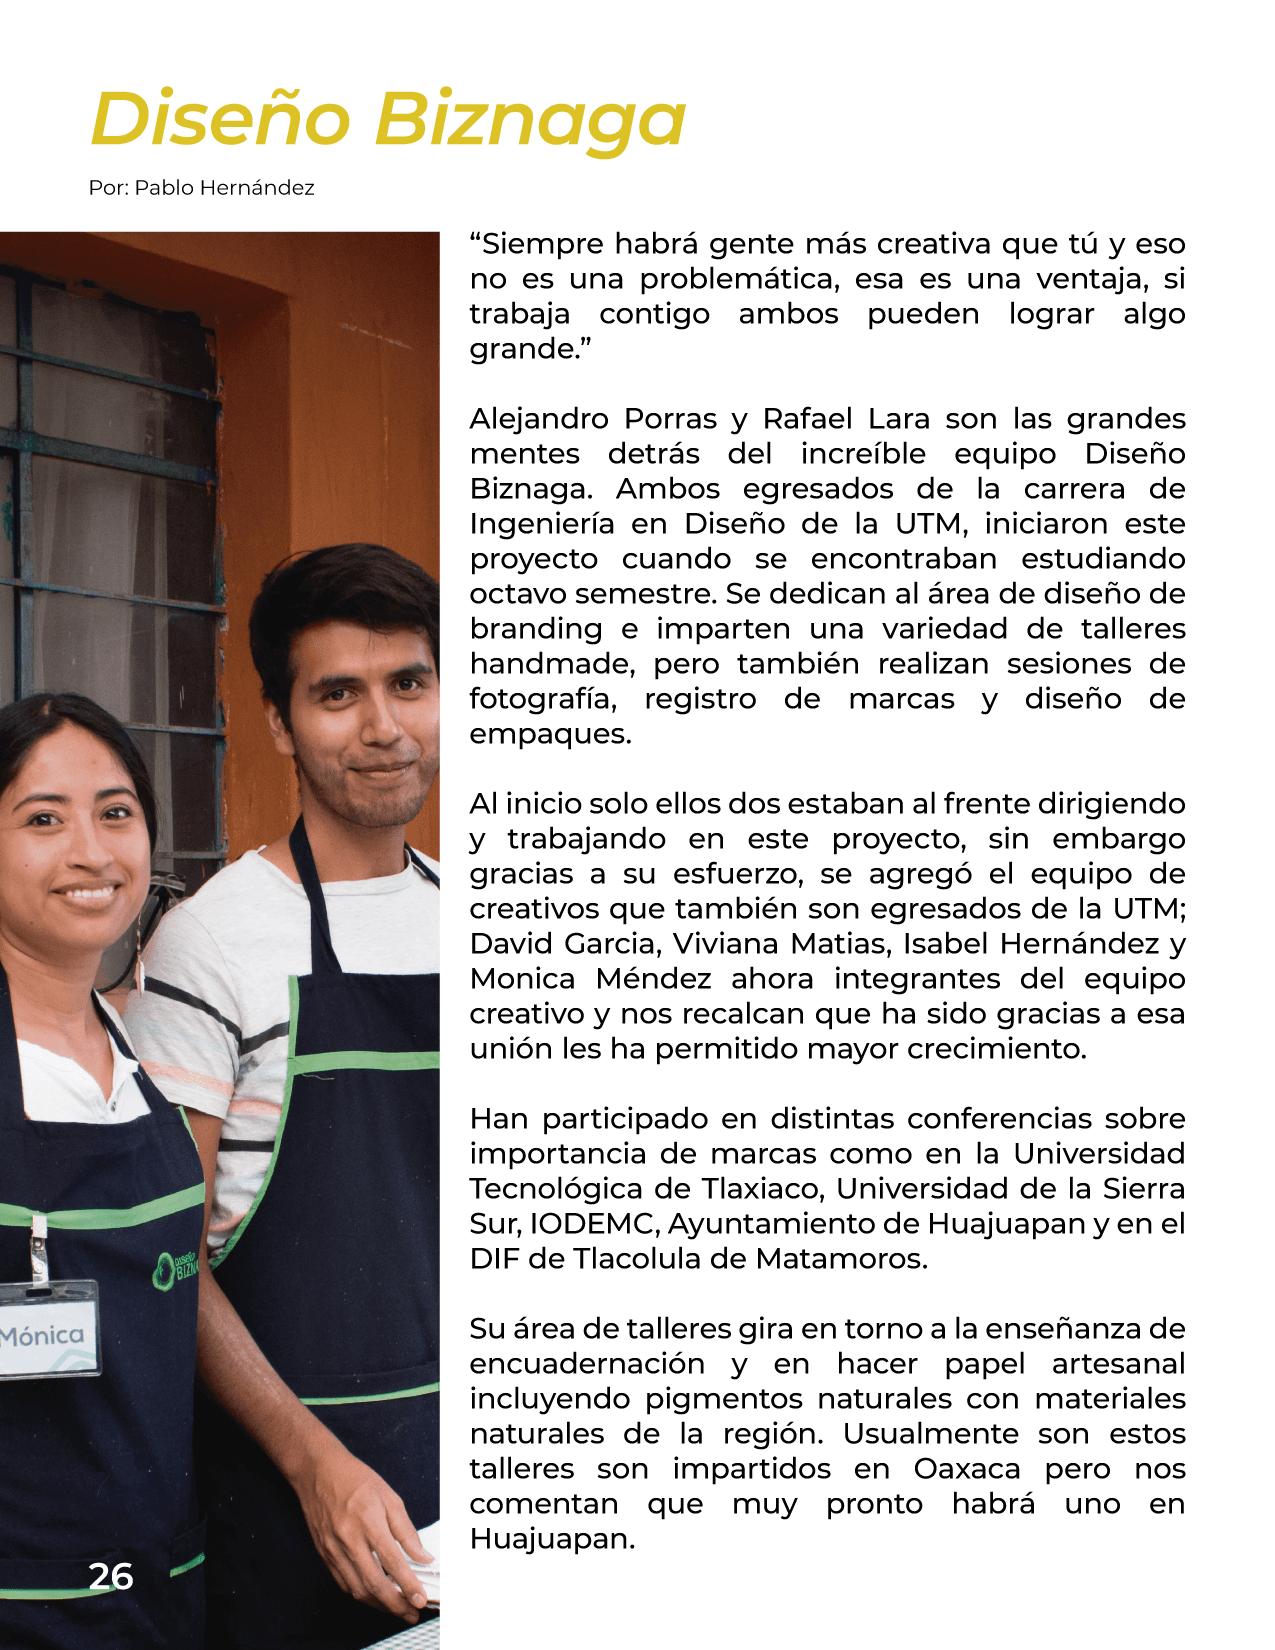 Diseño Biznaga
Por: Pablo Hernández
“Siempre habrá gente más creativa que tú y eso
no es una problemática, esa es una ventaja, si
trabaja contigo ambos pueden lograr algo
grande.”
Alejandro Porras y Rafael Lara son las grandes
mentes detrás del increíble equipo Diseño
Biznaga. Ambos egresados de la carrera de
Ingeniería en Diseño de la UTM, iniciaron este
proyecto cuando se encontraban estudiando
octavo semestre. Se dedican al área de diseño de
branding e imparten una variedad de talleres
handmade, pero también realizan sesiones de
fotografía, registro de marcas y diseño de
empaques.
Al inicio solo ellos dos estaban al frente dirigiendo
y trabajando en este proyecto, sin embargo
gracias a su esfuerzo, se agregó el equipo de
creativos que también son egresados de la UTM;
David Garcia, Viviana Matias, Isabel Hernández y
Monica Méndez ahora integrantes del equipo
creativo y nos recalcan que ha sido gracias a esa
unión les ha permitido mayor crecimiento.
Han participado en distintas conferencias sobre
importancia de marcas como en la Universidad
Tecnológica de Tlaxiaco, Universidad de la Sierra
Sur, IODEMC, Ayuntamiento de Huajuapan y en el
DIF de Tlacolula de Matamoros.
Su área de talleres gira en torno a la enseñanza de
encuadernación y en hacer papel artesanal
incluyendo pigmentos naturales con materiales
naturales de la región. Usualmente son estos
talleres son impartidos en Oaxaca pero nos
comentan que muy pronto habrá uno en
Huajuapan.
DISEÑO
BIZNA
Mónica
26